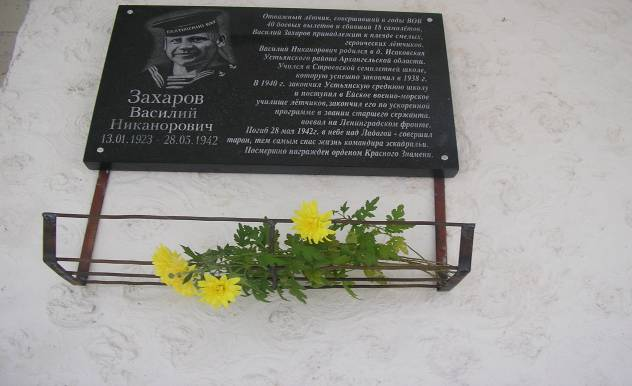 Отважный лётчик, совершивший в годы ВОВ
40 боевых вылетов и сбивший 18 самолётов.
Василий Захаров принадлежит к плеяде смелых,
героических лётчиков.
Василий Никанорович родился в д. Исаковская
Устьянского района Архангельской области.
Учился в Строевской семилетней школе,
которую успешно закончил в 1938 г.
В 1940 г. закончил Устьянскую среднюю школу
и поступил в Ейское военно-морское
училище лётчиков, закончил его по ускоренной
программе в звании старшего сержанта.
воевал на Ленинградском фронте.
Погиб 28 мая 1942г. в небе над Ладогой - совершил
таран, тем самым спас жизнь командира эскадрильи.
Посмертно награжден орденом Красного Знамени.
Захаров
Василий
Никанорович
13.01.1923 - 28.05.1942